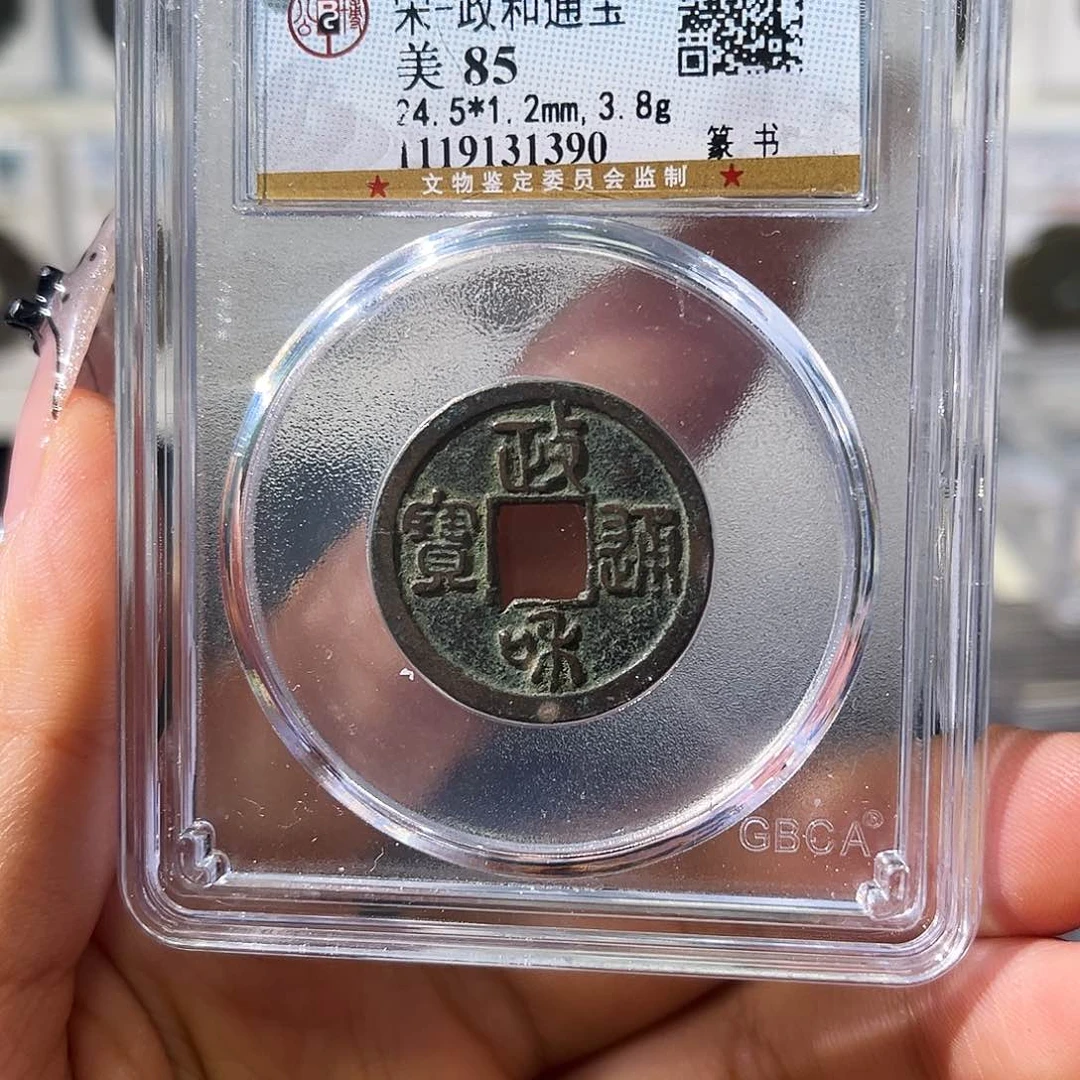 宋-政和通宝
美 85
24.5*1.2mm, 3.8g
1119131390 篆书
★ 文物鉴定委员会监制 ★
政
寶 通
和
GBCA®